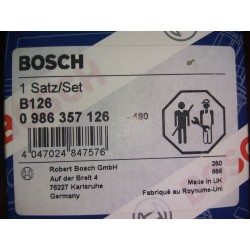 BOSCH
1 Satz/Set
B126
0 986 357 126
- 480
4 047024 847576
Robert Bosch GmbH
Auf der Breit 4
76227 Karlsruhe
Germany
260
Made in UK
Fabriqué au Royaume-Uni